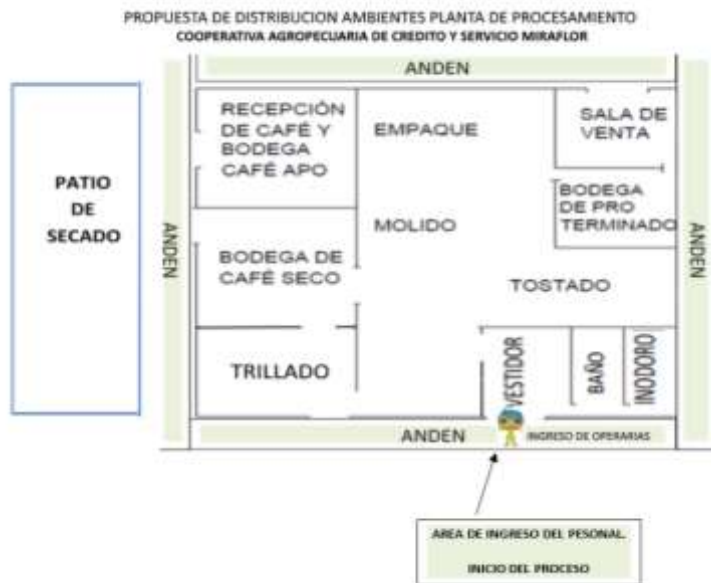 PROPUESTA DE DISTRIBUCION AMBIENTES PLANTA DE PROCESAMIENTO
COOPERATIVA AGROPECUARIA DE CREDITO Y SERVICIO MIRAFLOR
ANDEN
RECEPCIÓN
DE CAFÉ Y
BODEGA
CAFÉ APO
EMPAQUE
SALA DE
VENTA
PATIO
DE
SECADO
ANDEN
BODEGA
DE PRO
TERMINADO
ANDEN
MOLIDO
BODEGA DE
CAFÉ SECO
TOSTADO
TRILLADO
VESTIDOR
BAÑO
INODORO
ANDEN
INGRESO DE OPERARIAS
AREA DE INGRESO DEL PESONAL.
INICIO DEL PROCESO